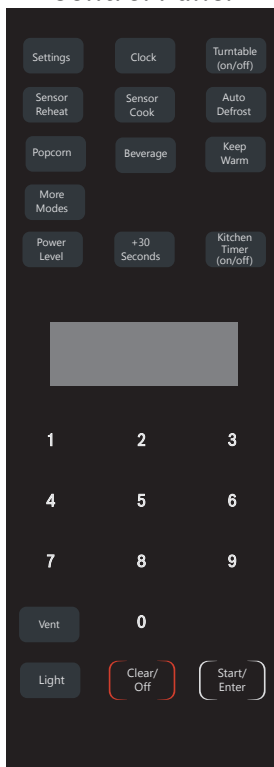 Settings
Clock
Turntable
(on/off)
Sensor
Reheat
Sensor
Cook
Auto
Defrost
Popcorn
Beverage
Keep
Warm
More
Modes
Power
Level
+30
Seconds
Kitchen
Timer
(on/off)
1 2 3
4 5 6
7 8 9
Vent
0
Light
Clear/
Off
Start/
Enter